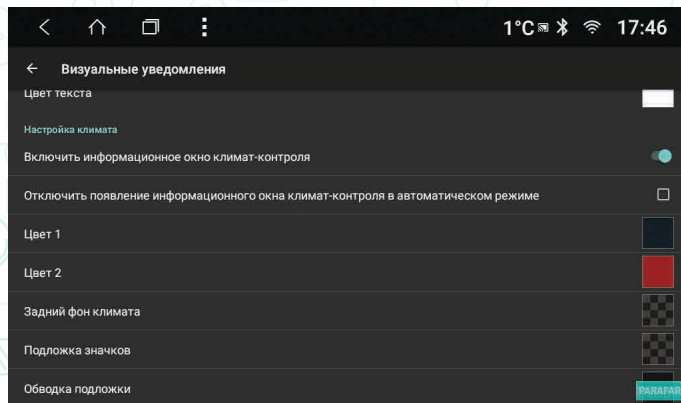 1°C 17:46
Визуальные уведомления
Цвет текста
Настройка климата
Включить информационное окно климат-контроля
Отключить появление информационного окна климат-контроля в автоматическом режиме
Цвет 1
Цвет 2
Задний фон климата
Подложка значков
Обводка подложки
PARAFAR